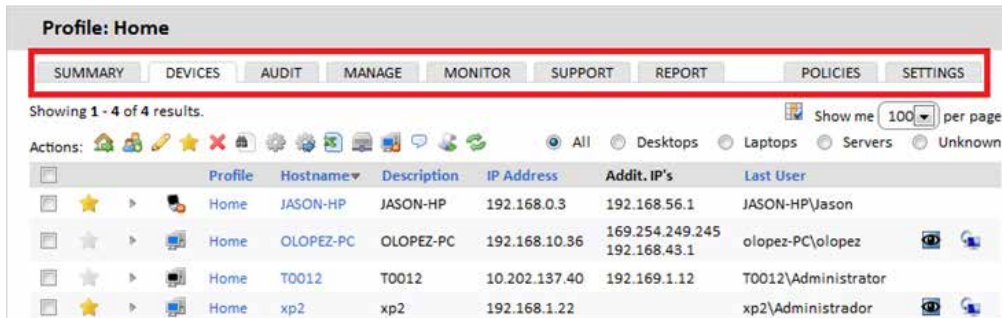 Profile: Home
SUMMARY DEVICES AUDIT MANAGE MONITOR SUPPORT REPORT POLICIES SETTINGS
Showing 1 - 4 of 4 results. Show me 100 per page
Actions: All Desktops Laptops Servers Unknown
Profile Hostname Description IP Address Addit. IP's Last User
Home JASON-HP JASON-HP 192.168.0.3 192.168.56.1 JASON-HP\Jason
Home OLOPEZ-PC OLOPEZ-PC 192.168.10.36 169.254.249.245 olopez-PC\olopez
192.168.43.1
Home T0012 T0012 10.202.137.40 192.169.1.12 T0012\Administrator
Home xp2 xp2 192.168.1.22 xp2\Administrador